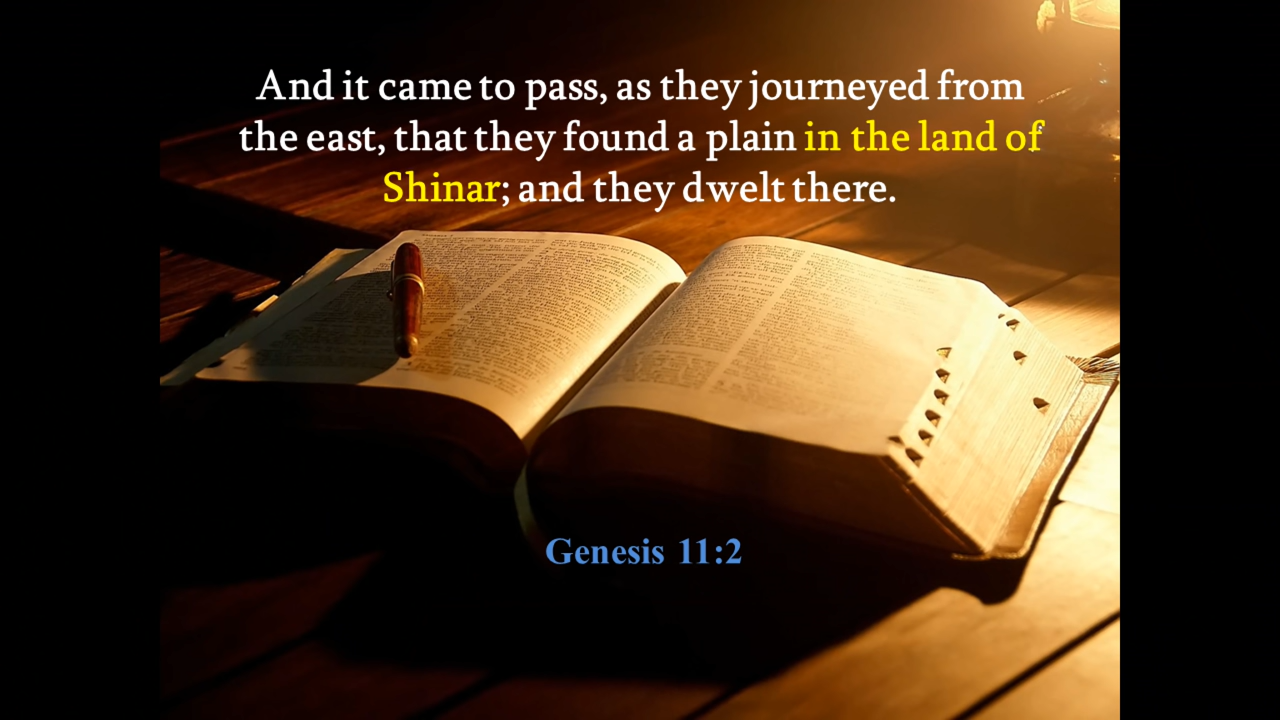 And it came to pass, as they journeyed from
the east, that they found a plain in the land of
Shinar; and they dwelt there.
Genesis 11:2